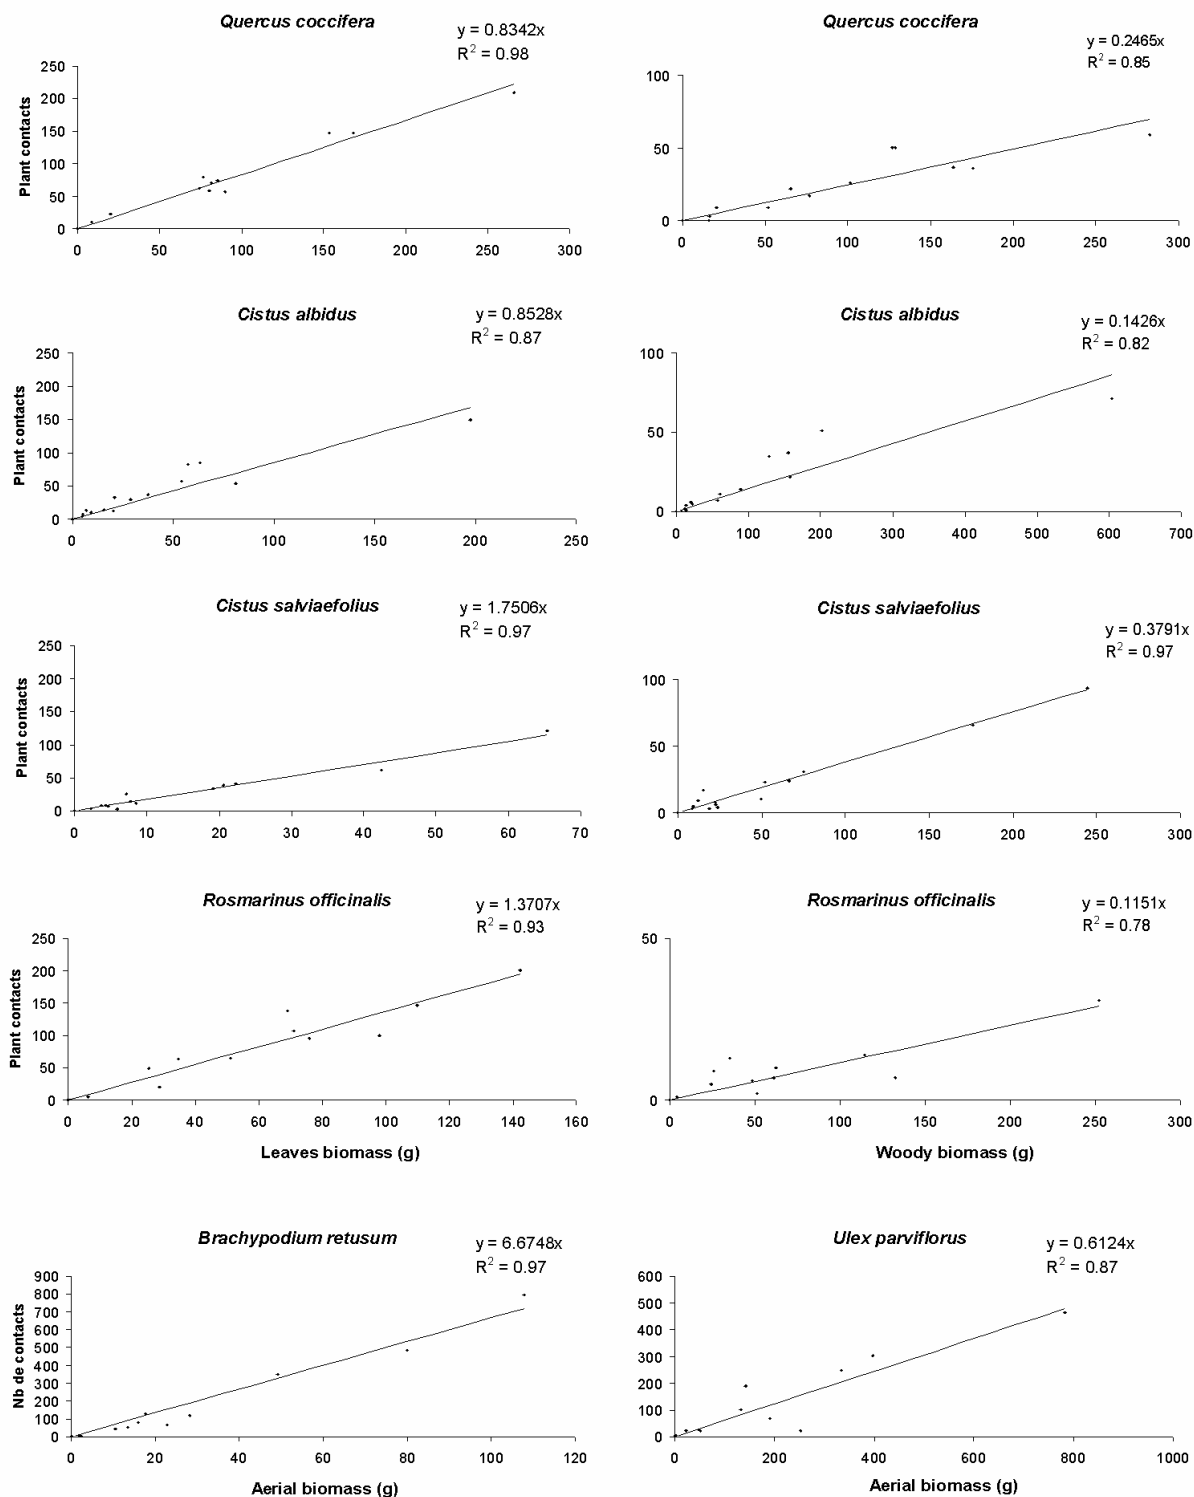 Quercus coccifera
y = 0.8342x
R² = 0.98
Plant contacts
250
200
150
100
50
0
0 50 100 150 200 250 300
Quercus coccifera
y = 0.2465x
R² = 0.85
100
50
0
0 50 100 150 200 250 300
Cistus albidus
y = 0.8528x
R² = 0.87
Plant contacts
250
200
150
100
50
0
0 50 100 150 200 250
Cistus albidus
y = 0.1426x
R² = 0.82
100
50
0
0 100 200 300 400 500 600 700
Cistus salviaefolius
y = 1.7506x
R² = 0.97
Plant contacts
250
200
150
100
50
0
0 10 20 30 40 50 60 70
Cistus salviaefolius
y = 0.3791x
R² = 0.97
100
50
0
0 50 100 150 200 250 300
Rosmarinus officinalis
y = 1.3707x
R² = 0.93
Plant contacts
250
200
150
100
50
0
0 20 40 60 80 100 120 140 160
Leaves biomass (g)
Rosmarinus officinalis
y = 0.1151x
R² = 0.78
50
0
0 50 100 150 200 250 300
Woody biomass (g)
Brachypodium retusum
y = 6.6748x
R² = 0.97
Nb de contacts
900
800
700
600
500
400
300
200
100
0
0 20 40 60 80 100 120
Aerial biomass (g)
Ulex parviflorus
y = 0.6124x
R² = 0.87
600
500
400
300
200
100
0
0 200 400 600 800 1000
Aerial biomass (g)